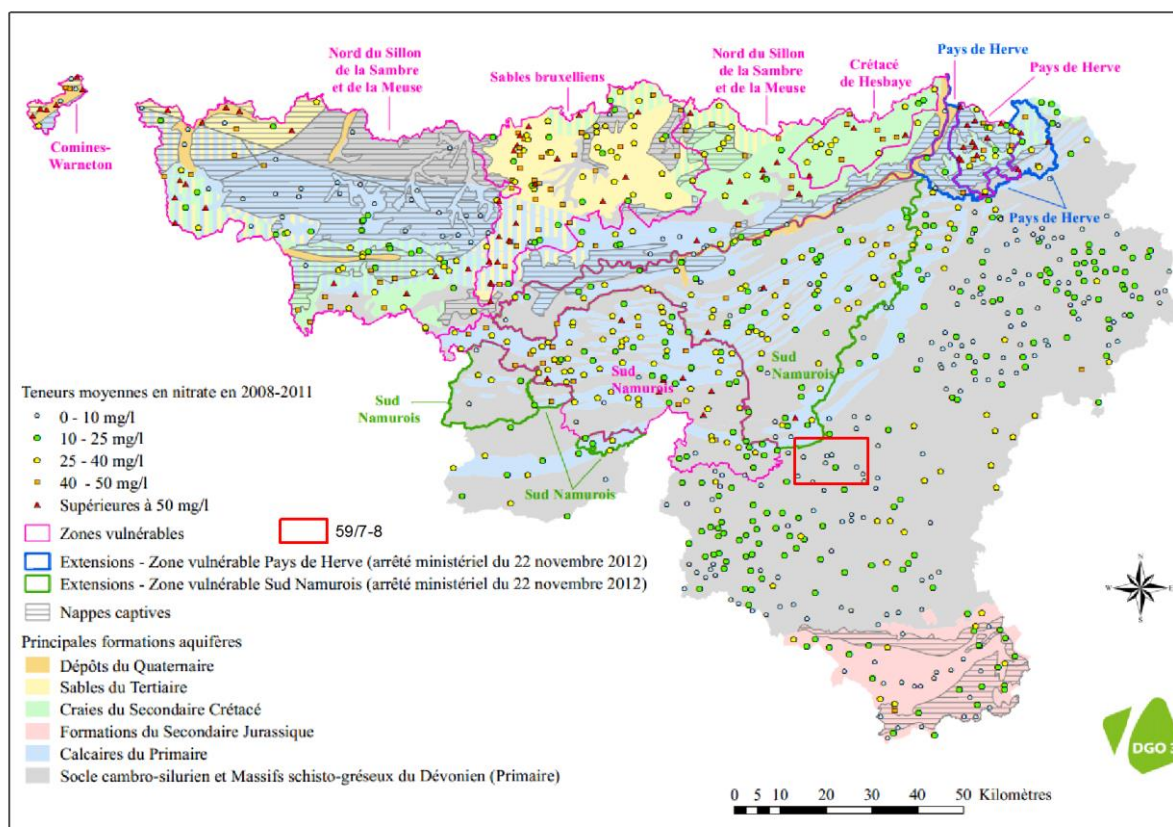 Nord du Sillon
de la Sambre
et de la Meuse
Sables bruxelliens
Nord du Sillon
de la Sambre
et de la Meuse
Crétacé
de Hesbaye
Pays de Herve
Pays de Herve
Comines-
Warneton
Pays de Herve
Sud
Namurois
Sud
Namurois
Sud
Namurois
Sud Namurois
Teneurs moyennes en nitrate en 2008-2011
0 - 10 mg/l
10 - 25 mg/l
25 - 40 mg/l
40 - 50 mg/l
Supérieures à 50 mg/l
Zones vulnérables
59/7-8
Extensions - Zone vulnérable Pays de Herve (arrêté ministériel du 22 novembre 2012)
Extensions - Zone vulnérable Sud Namurois (arrêté ministériel du 22 novembre 2012)
Nappes captives
Principales formations aquifères
Dépôts du Quaternaire
Sables du Tertiaire
Craies du Secondaire Crétacé
Formations du Secondaire Jurassique
Calcaires du Primaire
Socle cambro-silurien et Massifs schisto-gréseux du Dévonien (Primaire)
N
W E
S
DGO 3
0 5 10 20 30 40 50 Kilomètres